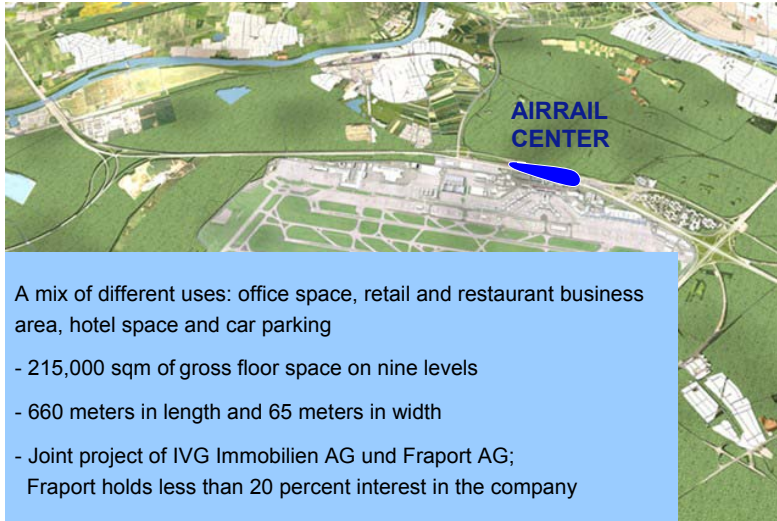 AIRRAIL
CENTER
A mix of different uses: office space, retail and restaurant business
area, hotel space and car parking
- 215,000 sqm of gross floor space on nine levels
- 660 meters in length and 65 meters in width
- Joint project of IVG Immobilien AG und Fraport AG;
Fraport holds less than 20 percent interest in the company